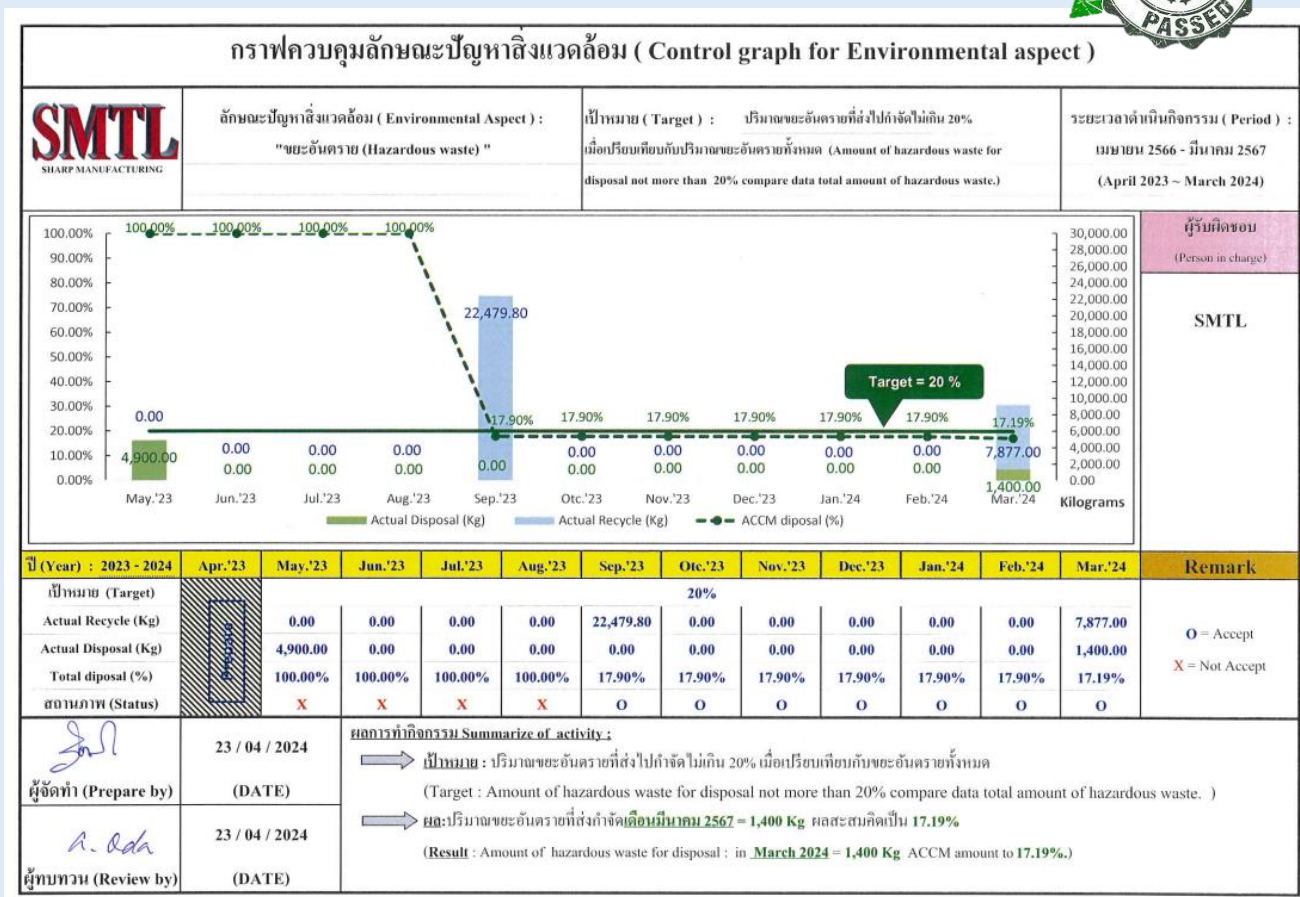 PASSED
กราฟควบคุมลักษณะปัญหาสิ่งแวดล้อม ( Control graph for Environmental aspect )
SMTL
SHARP MANUFACTURING
ลักษณะปัญหาสิ่งแวดล้อม ( Environmental Aspect ) :
"ขยะอันตราย (Hazardous waste) "
เป้าหมาย ( Target ) : ปริมาณขยะอันตรายที่ส่งไปกำจัดไม่เกิน 20%
เมื่อเปรียบเทียบกับปริมาณขยะอันตรายทั้งหมด (Amount of hazardous waste for
disposal not more than 20% compare data total amount of hazardous waste.)
ระยะเวลาดำเนินกิจกรรม ( Period ) :
เมษายน 2566 - มีนาคม 2567
(April 2023 ~ March 2024)
ผู้รับผิดชอบ
(Person in charge)
SMTL
100.00%
90.00%
80.00%
70.00%
60.00%
50.00%
40.00%
30.00%
20.00%
10.00%
0.00%
100.00% 100.00% 100.00% 100.00%
22,479.80
Target = 20 %
17.90% 17.90% 17.90% 17.90% 17.90% 17.90% 17.19%
0.00 0.00 0.00 0.00 0.00 0.00 0.00 0.00 0.00 7,877.00
4,900.00 0.00 0.00 0.00 0.00 0.00 0.00 0.00 0.00 0.00 1,400.00
30,000.00
28,000.00
26,000.00
24,000.00
22,000.00
20,000.00
18,000.00
16,000.00
14,000.00
12,000.00
10,000.00
8,000.00
6,000.00
4,000.00
2,000.00
0.00
Kilograms
May.'23 Jun.'23 Jul.'23 Aug.'23 Sep.'23 Otc.'23 Nov.'23 Dec.'23 Jan.'24 Feb.'24 Mar.'24
Actual Disposal (Kg) Actual Recycle (Kg) ACCM diposal (%)
ปี (Year) : 2023 - 2024 Apr.'23 May.'23 Jun.'23 Jul.'23 Aug.'23 Sep.'23 Otc.'23 Nov.'23 Dec.'23 Jan.'24 Feb.'24 Mar.'24 Remark
เป้าหมาย (Target) 20%
Prepare
Actual Recycle (Kg) 0.00 0.00 0.00 0.00 22,479.80 0.00 0.00 0.00 0.00 0.00 7,877.00
Actual Disposal (Kg) 4,900.00 0.00 0.00 0.00 0.00 0.00 0.00 0.00 0.00 0.00 1,400.00
Total diposal (%) 100.00% 100.00% 100.00% 100.00% 17.90% 17.90% 17.90% 17.90% 17.90% 17.90% 17.19%
สถานภาพ (Status) X X X X O O O O O O O
O = Accept
X = Not Accept
23 / 04 / 2024
ผู้จัดทำ (Prepare by) (DATE)
A. Oda 23 / 04 / 2024
ผู้ทบทวน (Review by) (DATE)
ผลการทำกิจกรรม Summarize of activity :
เป้าหมาย : ปริมาณขยะอันตรายที่ส่งไปกำจัดไม่เกิน 20% เมื่อเปรียบเทียบกับขยะอันตรายทั้งหมด
(Target : Amount of hazardous waste for disposal not more than 20% compare data total amount of hazardous waste. )
ผล:ปริมาณขยะอันตรายที่ส่งกำจัดเดือนมีนาคม 2567 = 1,400 Kg ผลสะสมคิดเป็น 17.19%
(Result : Amount of hazardous waste for disposal : in March 2024 = 1,400 Kg ACCM amount to 17.19%.)